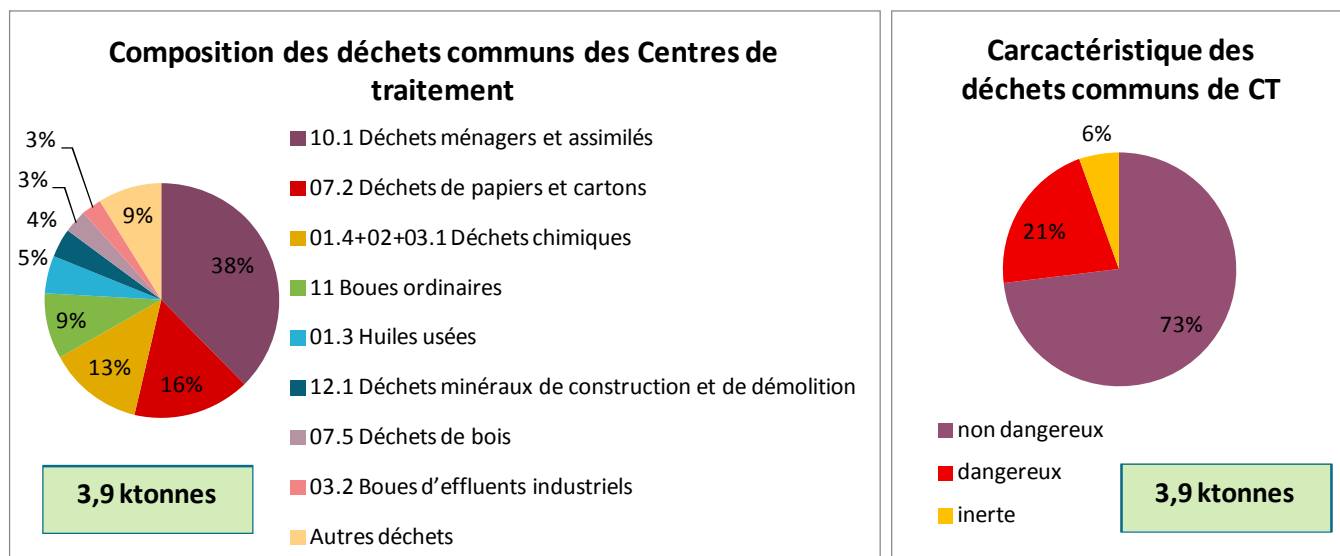 Composition des déchets communs des Centres de
traitement
3%
3%
4%
5%
9%
13%
16%
38%
9%
10.1 Déchets ménagers et assimilés
07.2 Déchets de papiers et cartons
01.4+02+03.1 Déchets chimiques
11 Boues ordinaires
01.3 Huiles usées
12.1 Déchets minéraux de construction et de démolition
07.5 Déchets de bois
03.2 Boues d'effluents industriels
Autres déchets
3,9 ktonnes
Carcactéristique des
déchets communs de CT
6%
21%
73%
non dangereux
dangereux
inerte
3,9 ktonnes